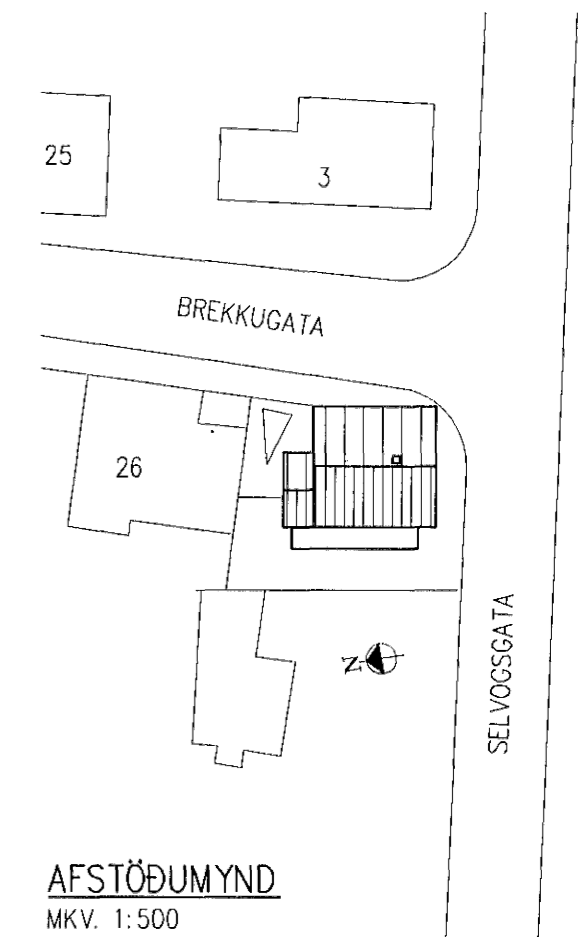 25
3
BREKKUGATA
26
SELVOGSGATA
N
AFSTÖÐUMYND
MKV. 1:500